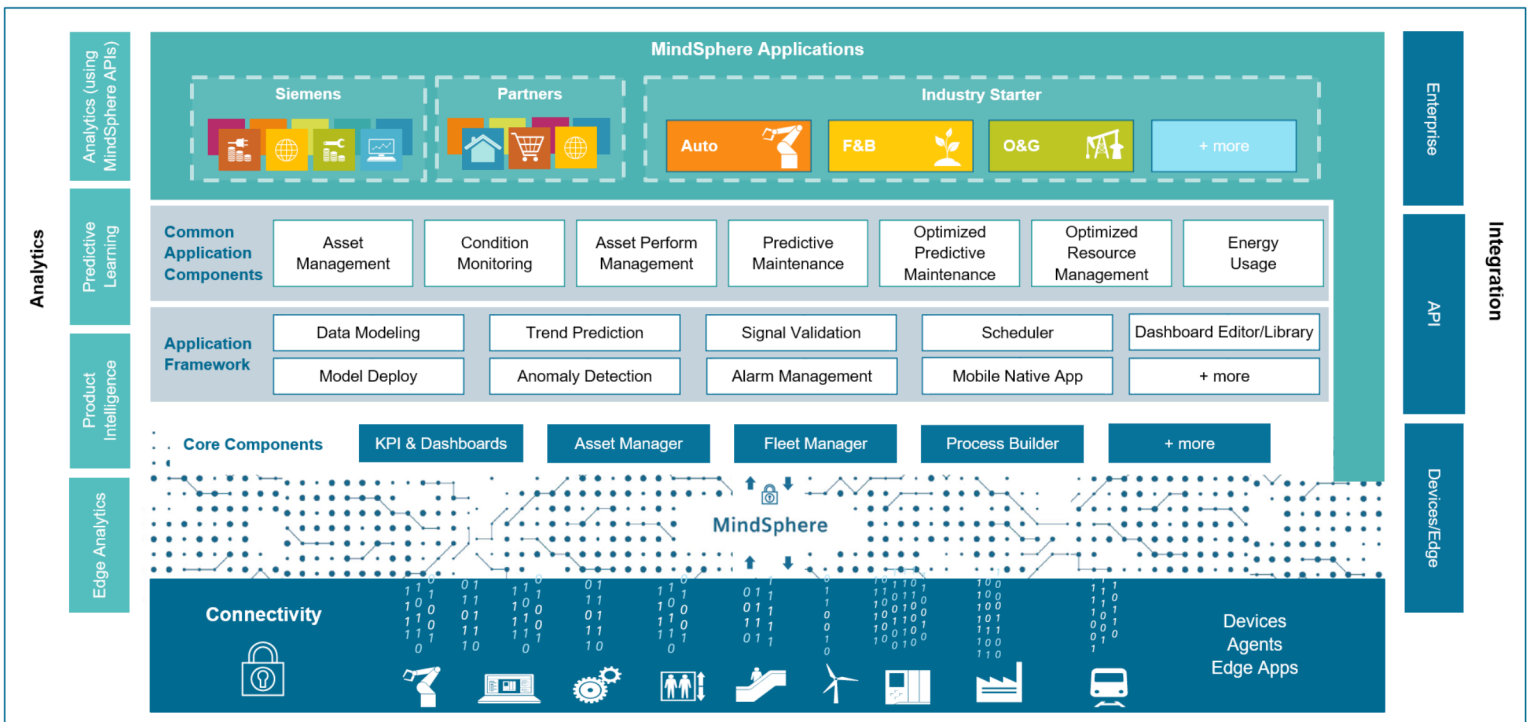 MindSphere Applications
Analytics (using
MindSphere APIs)
Siemens
Partners
Industry Starter
Auto
F&B
O&G
+ more
Enterprise
Analytics
Predictive
Learning
Common
Application
Components
Asset
Management
Condition
Monitoring
Asset Perform
Management
Predictive
Maintenance
Optimized
Predictive
Maintenance
Optimized
Resource
Management
Energy
Usage
Integration
API
Product
Intelligence
Application
Framework
Data Modeling
Trend Prediction
Signal Validation
Scheduler
Dashboard Editor/Library
Model Deploy
Anomaly Detection
Alarm Management
Mobile Native App
+ more
Core Components
KPI & Dashboards
Asset Manager
Fleet Manager
Process Builder
+ more
Edge Analytics
MindSphere
Devices/Edge
Connectivity
Devices
Agents
Edge Apps